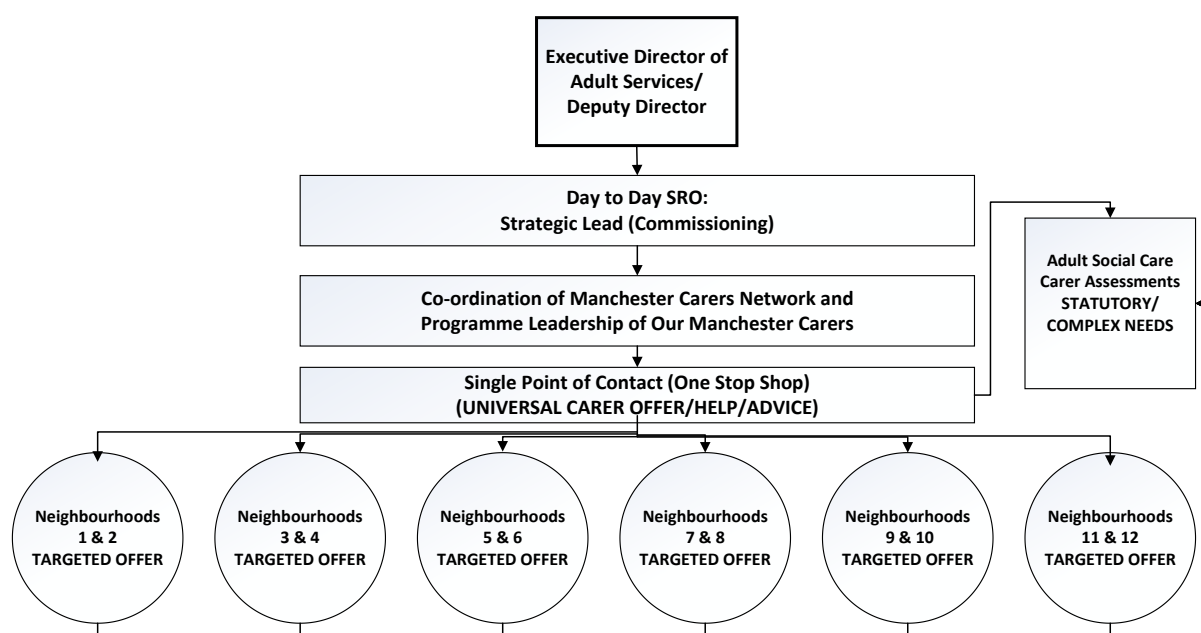 Executive Director of
Adult Services/
Deputy Director
Day to Day SRO:
Strategic Lead (Commissioning)
Adult Social Care
Carer Assessments
STATUTORY/
COMPLEX NEEDS
Co-ordination of Manchester Carers Network and
Programme Leadership of Our Manchester Carers
Single Point of Contact (One Stop Shop)
(UNIVERSAL CARER OFFER/HELP/ADVICE)
Neighbourhoods
1 & 2
TARGETED OFFER
Neighbourhoods
3 & 4
TARGETED OFFER
Neighbourhoods
5 & 6
TARGETED OFFER
Neighbourhoods
7 & 8
TARGETED OFFER
Neighbourhoods
9 & 10
TARGETED OFFER
Neighbourhoods
11 & 12
TARGETED OFFER